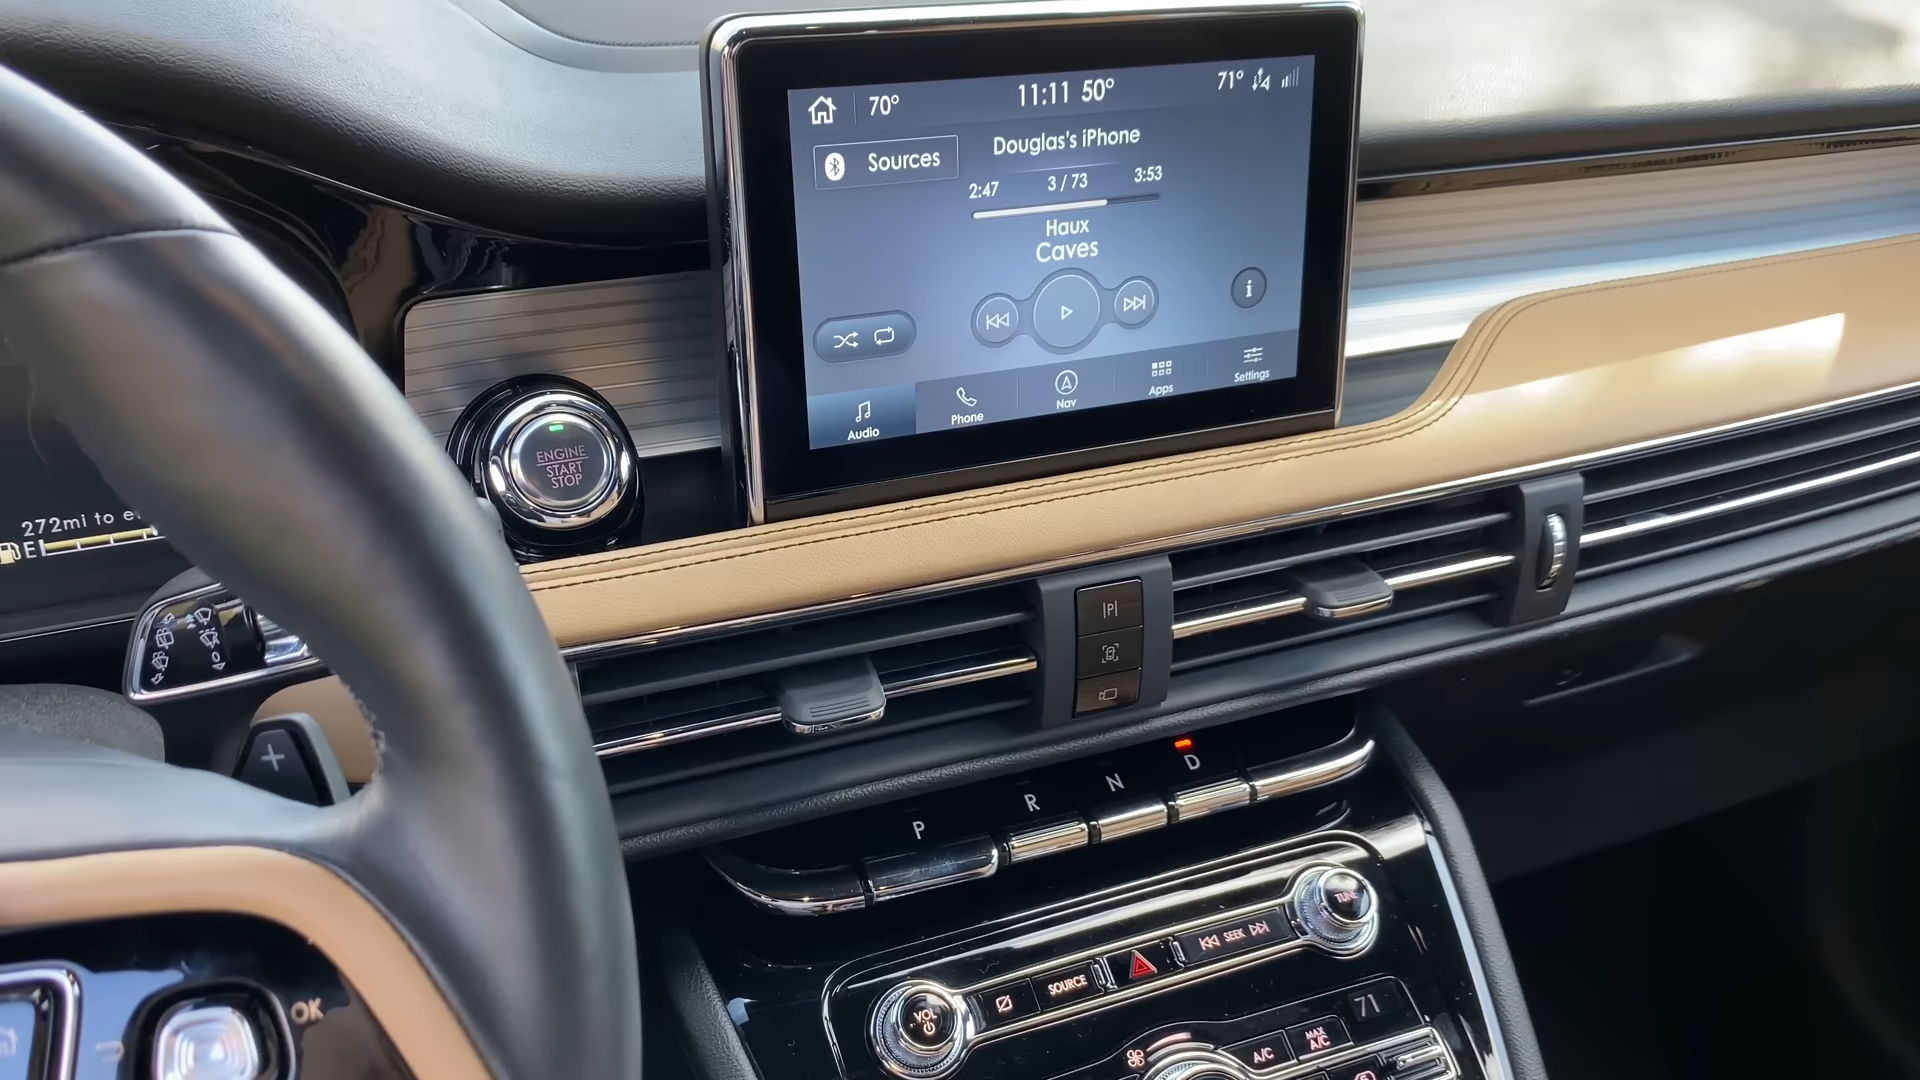 70°
11:11 50°
71°
Sources
Douglas's iPhone
2:47
3 / 73
3:53
Haux
Caves
i
Audio
Phone
Nav
Apps
Settings
ENGINE
START
STOP
272mi to
E
P
+
P
R
N
D
TUNE
SEEK
SOURCE
VOL
71
MAX
A/C
A/C
OK